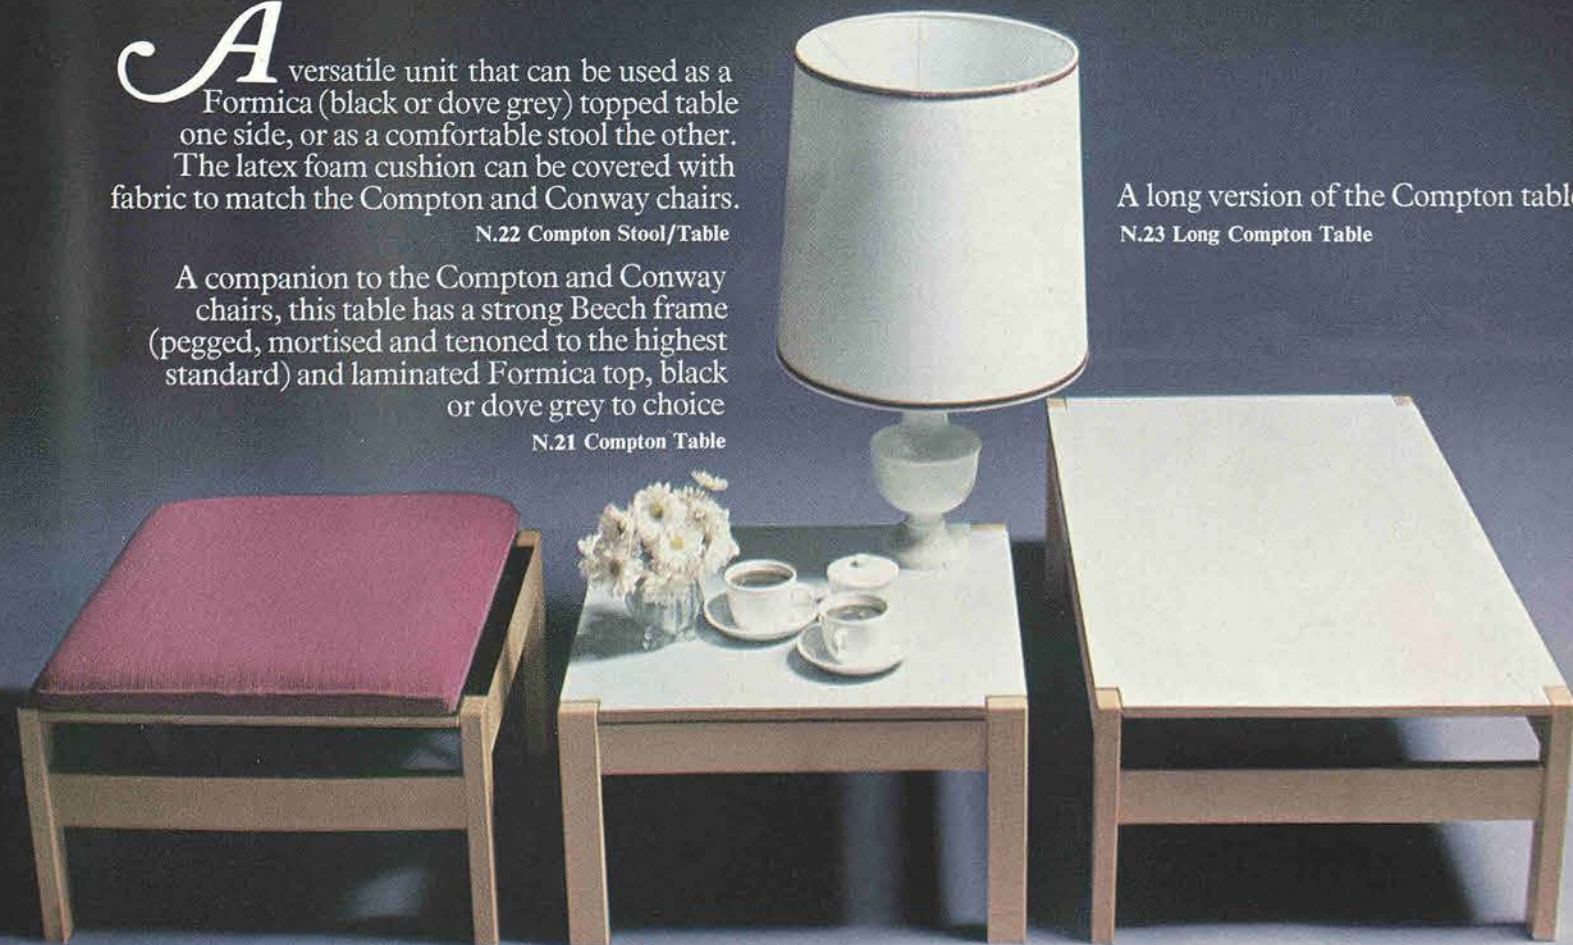 A versatile unit that can be used as a
Formica (black or dove grey) topped table
one side, or as a comfortable stool the other.
The latex foam cushion can be covered with
fabric to match the Compton and Conway chairs.
N.22 Compton Stool/Table
A companion to the Compton and Conway
chairs, this table has a strong Beech frame
(pegged, mortised and tenoned to the highest
standard) and laminated Formica top, black
or dove grey to choice
N.21 Compton Table
A long version of the Compton table
N.23 Long Compton Table